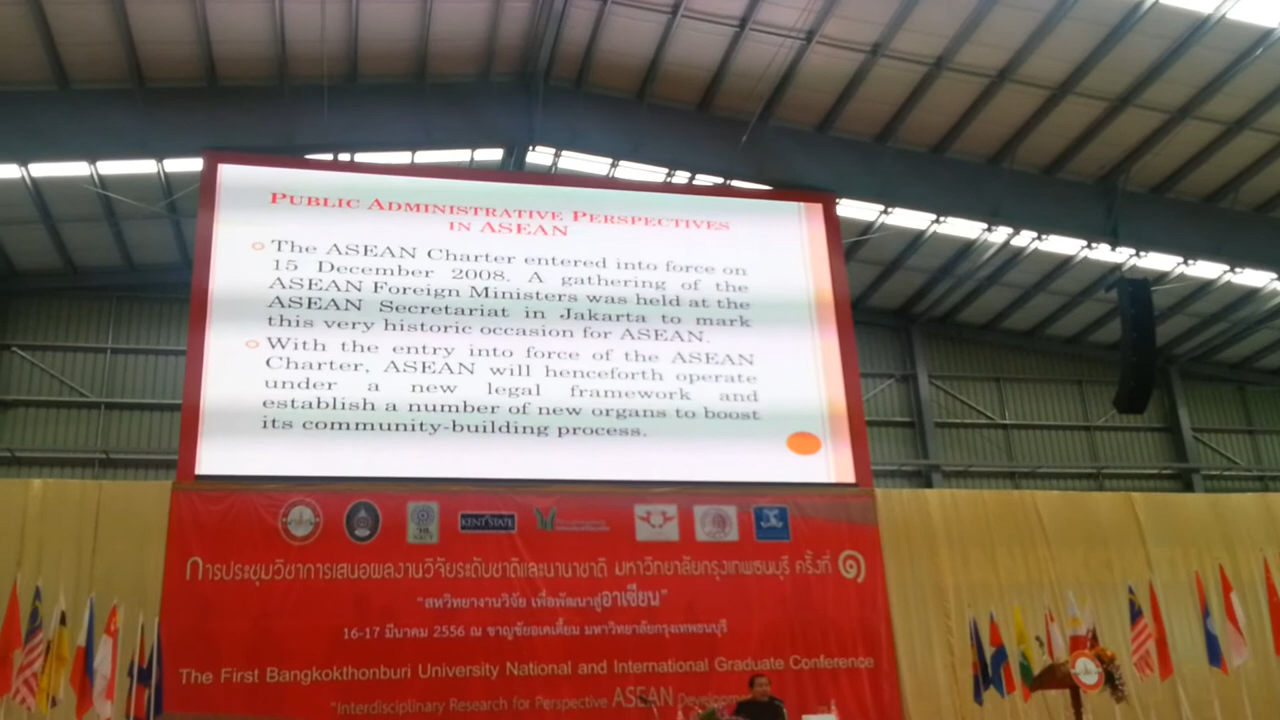 PUBLIC ADMINISTRATIVE PERSPECTIVES
IN ASEAN
The ASEAN Charter entered into force on
15 December 2008. A gathering of the
ASEAN Foreign Ministers was held at the
ASEAN Secretariat in Jakarta to mark
this very historic occasion for ASEAN.
With the entry into force of the ASEAN
Charter, ASEAN will henceforth operate
under a new legal framework and
establish a number of new organs to boost
its community-building process.
KENT STATE
การประชุมวิชาการเสนอผลงานวิจัยระดับชาติและนานาชาติ มหาวิทยาลัยกรุงเทพธนบุรี ครั้งที่ ๑
"สหวิทยางานวิจัย เพื่อพัฒนาสู่อาเซียน"
16-17 มีนาคม 2556 ณ ชาญชัยอคเดี้ยม มหาวิทยาลัยกรุงเทพธนบุรี
The First Bangkokthonburi University National and International Graduate Conference
"Interdisciplinary Research for Perspective ASEAN